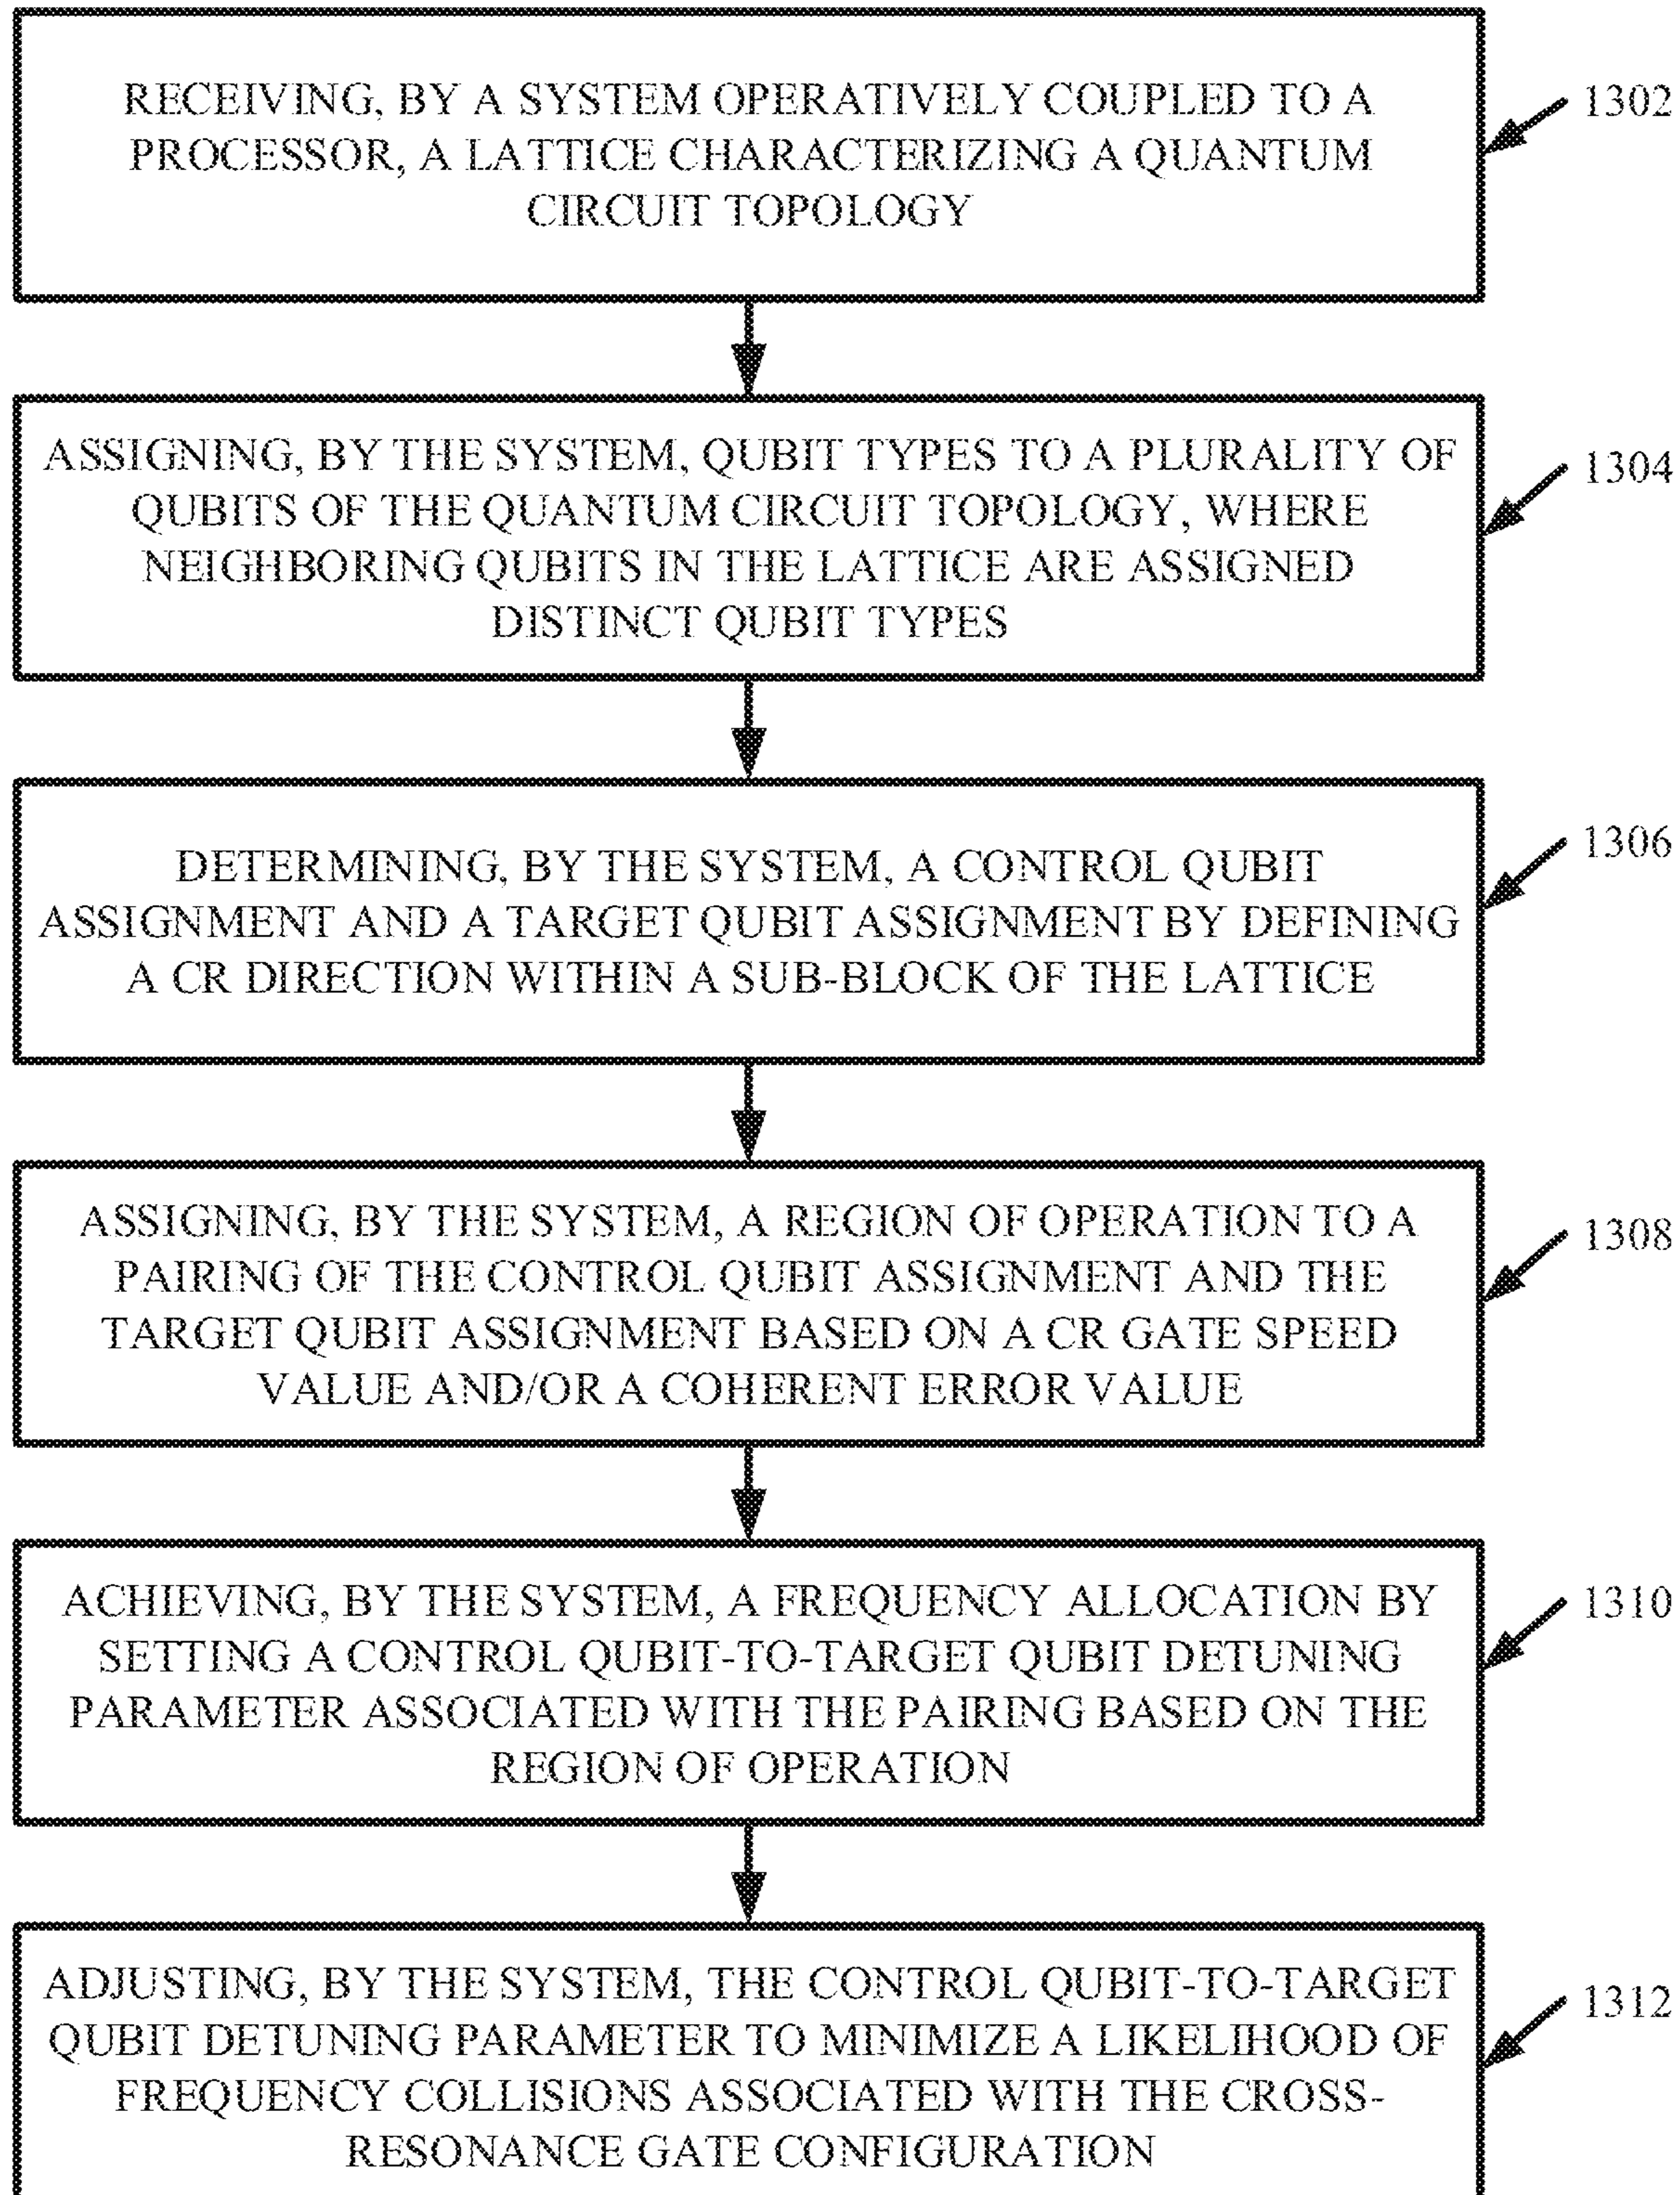 RECEIVING, BY A SYSTEM OPERATIVELY COUPLED TO A
PROCESSOR, A LATTICE CHARACTERIZING A QUANTUM
CIRCUIT TOPOLOGY
1302
ASSIGNING, BY THE SYSTEM, QUBIT TYPES TO A PLURALITY OF
QUBITS OF THE QUANTUM CIRCUIT TOPOLOGY, WHERE
NEIGHBORING QUBITS IN THE LATTICE ARE ASSIGNED
DISTINCT QUBIT TYPES
1304
DETERMINING, BY THE SYSTEM, A CONTROL QUBIT
ASSIGNMENT AND A TARGET QUBIT ASSIGNMENT BY DEFINING
A CR DIRECTION WITHIN A SUB-BLOCK OF THE LATTICE
1306
ASSIGNING, BY THE SYSTEM, A REGION OF OPERATION TO A
PAIRING OF THE CONTROL QUBIT ASSIGNMENT AND THE
TARGET QUBIT ASSIGNMENT BASED ON A CR GATE SPEED
VALUE AND/OR A COHERENT ERROR VALUE
1308
ACHIEVING, BY THE SYSTEM, A FREQUENCY ALLOCATION BY
SETTING A CONTROL QUBIT-TO-TARGET QUBIT DETUNING
PARAMETER ASSOCIATED WITH THE PAIRING BASED ON THE
REGION OF OPERATION
1310
ADJUSTING, BY THE SYSTEM, THE CONTROL QUBIT-TO-TARGET
QUBIT DETUNING PARAMETER TO MINIMIZE A LIKELIHOOD OF
FREQUENCY COLLISIONS ASSOCIATED WITH THE CROSS-
RESONANCE GATE CONFIGURATION
1312